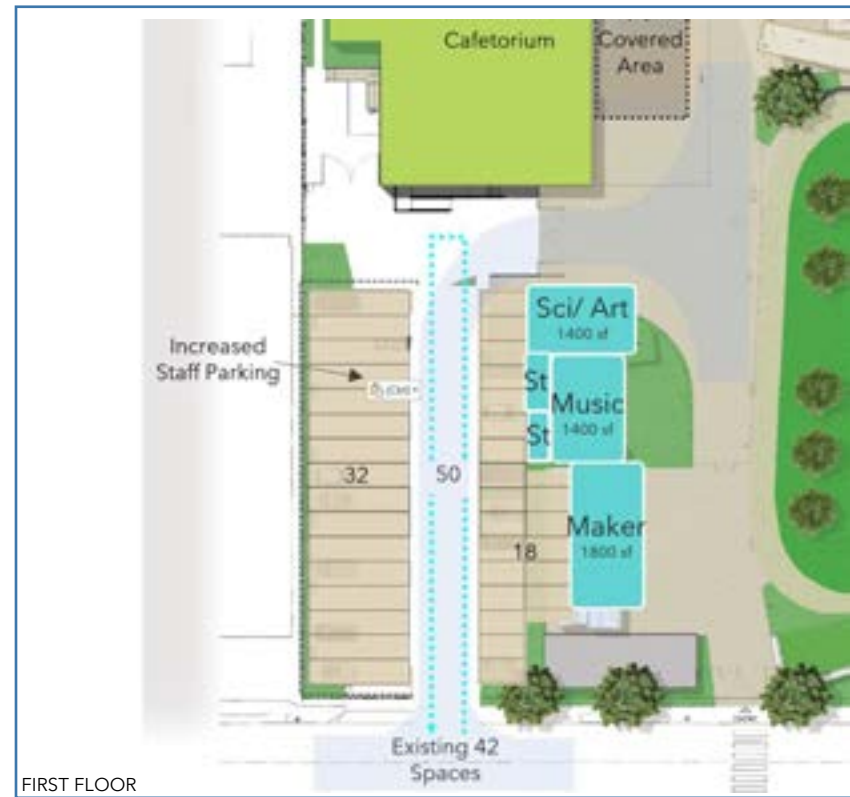 Cafetorium
Covered
Area
Sci/ Art
1400 sf
Increased
Staff Parking
St
Music
1400 sf
St
32
50
Maker
1800 sf
18
Existing 42
Spaces
FIRST FLOOR